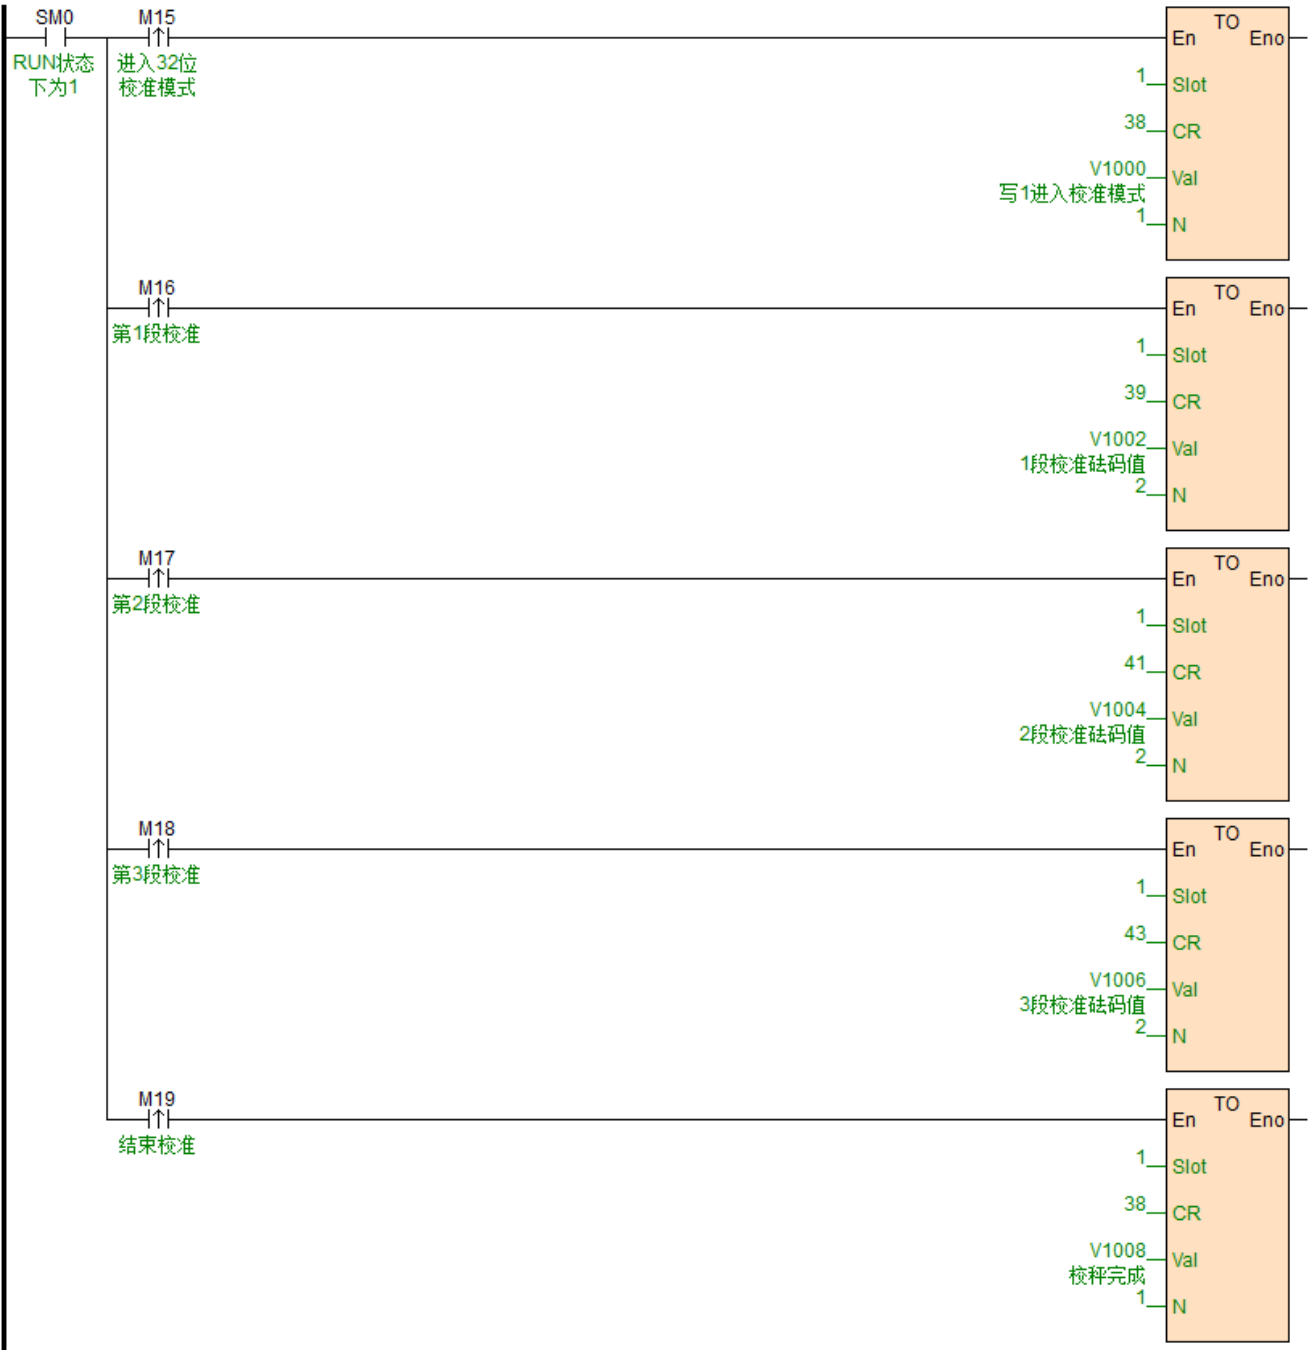 SM0
M15
RUN状态
下为1
进入32位
校准模式
TO
En
Eno
1
Slot
38
CR
V1000
Val
写1进入校准模式
1
N
M16
第1段校准
TO
En
Eno
1
Slot
39
CR
V1002
Val
1段校准砝码值
2
N
M17
第2段校准
TO
En
Eno
1
Slot
41
CR
V1004
Val
2段校准砝码值
2
N
M18
第3段校准
TO
En
Eno
1
Slot
43
CR
V1006
Val
3段校准砝码值
2
N
M19
结束校准
TO
En
Eno
1
Slot
38
CR
V1008
Val
校秤完成
1
N